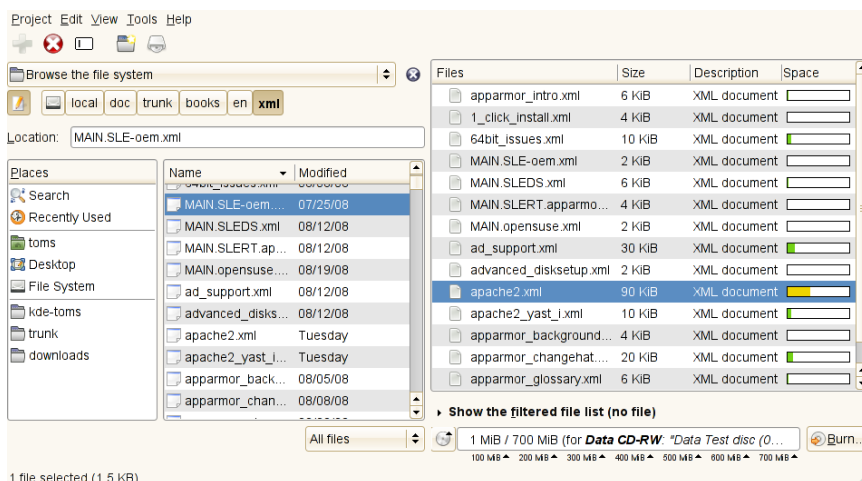 Project Edit View Tools Help
Browse the file system
local doc trunk books en xml
Location: MAIN.SLE-oem.xml
Places
Search
Recently Used
toms
Desktop
File System
kde-toms
trunk
downloads
Name Modified
64bit_issues.xml 08/08/08
MAIN.SLE-oem.... 07/25/08
MAIN.SLEDS.xml 08/12/08
MAIN.SLERT.ap... 08/12/08
MAIN.opensuse.... 08/19/08
ad_support.xml 08/12/08
advanced_disks... 08/12/08
apache2.xml Tuesday
apache2_yast_i... Tuesday
apparmor_back... 08/05/08
apparmor_chan... 08/08/08
All files
Files Size Description Space
apparmor_intro.xml 6 KiB XML document
1_click_install.xml 4 KiB XML document
64bit_issues.xml 10 KiB XML document
MAIN.SLE-oem.xml 2 KiB XML document
MAIN.SLEDS.xml 6 KiB XML document
MAIN.SLERT.apparmo... 4 KiB XML document
MAIN.opensuse.xml 2 KiB XML document
ad_support.xml 30 KiB XML document
advanced_disksetup.xml 2 KiB XML document
apache2.xml 90 KiB XML document
apache2_yast_i.xml 10 KiB XML document
apparmor_background... 4 KiB XML document
apparmor_changehat.... 20 KiB XML document
apparmor_glossary.xml 6 KiB XML document
Show the filtered file list (no file)
1 MiB / 700 MiB (for Data CD-RW: "Data Test disc (0... Burn...
100 MiB 200 MiB 300 MiB 400 MiB 500 MiB 600 MiB 700 MiB
1 file selected (1.5 KB)